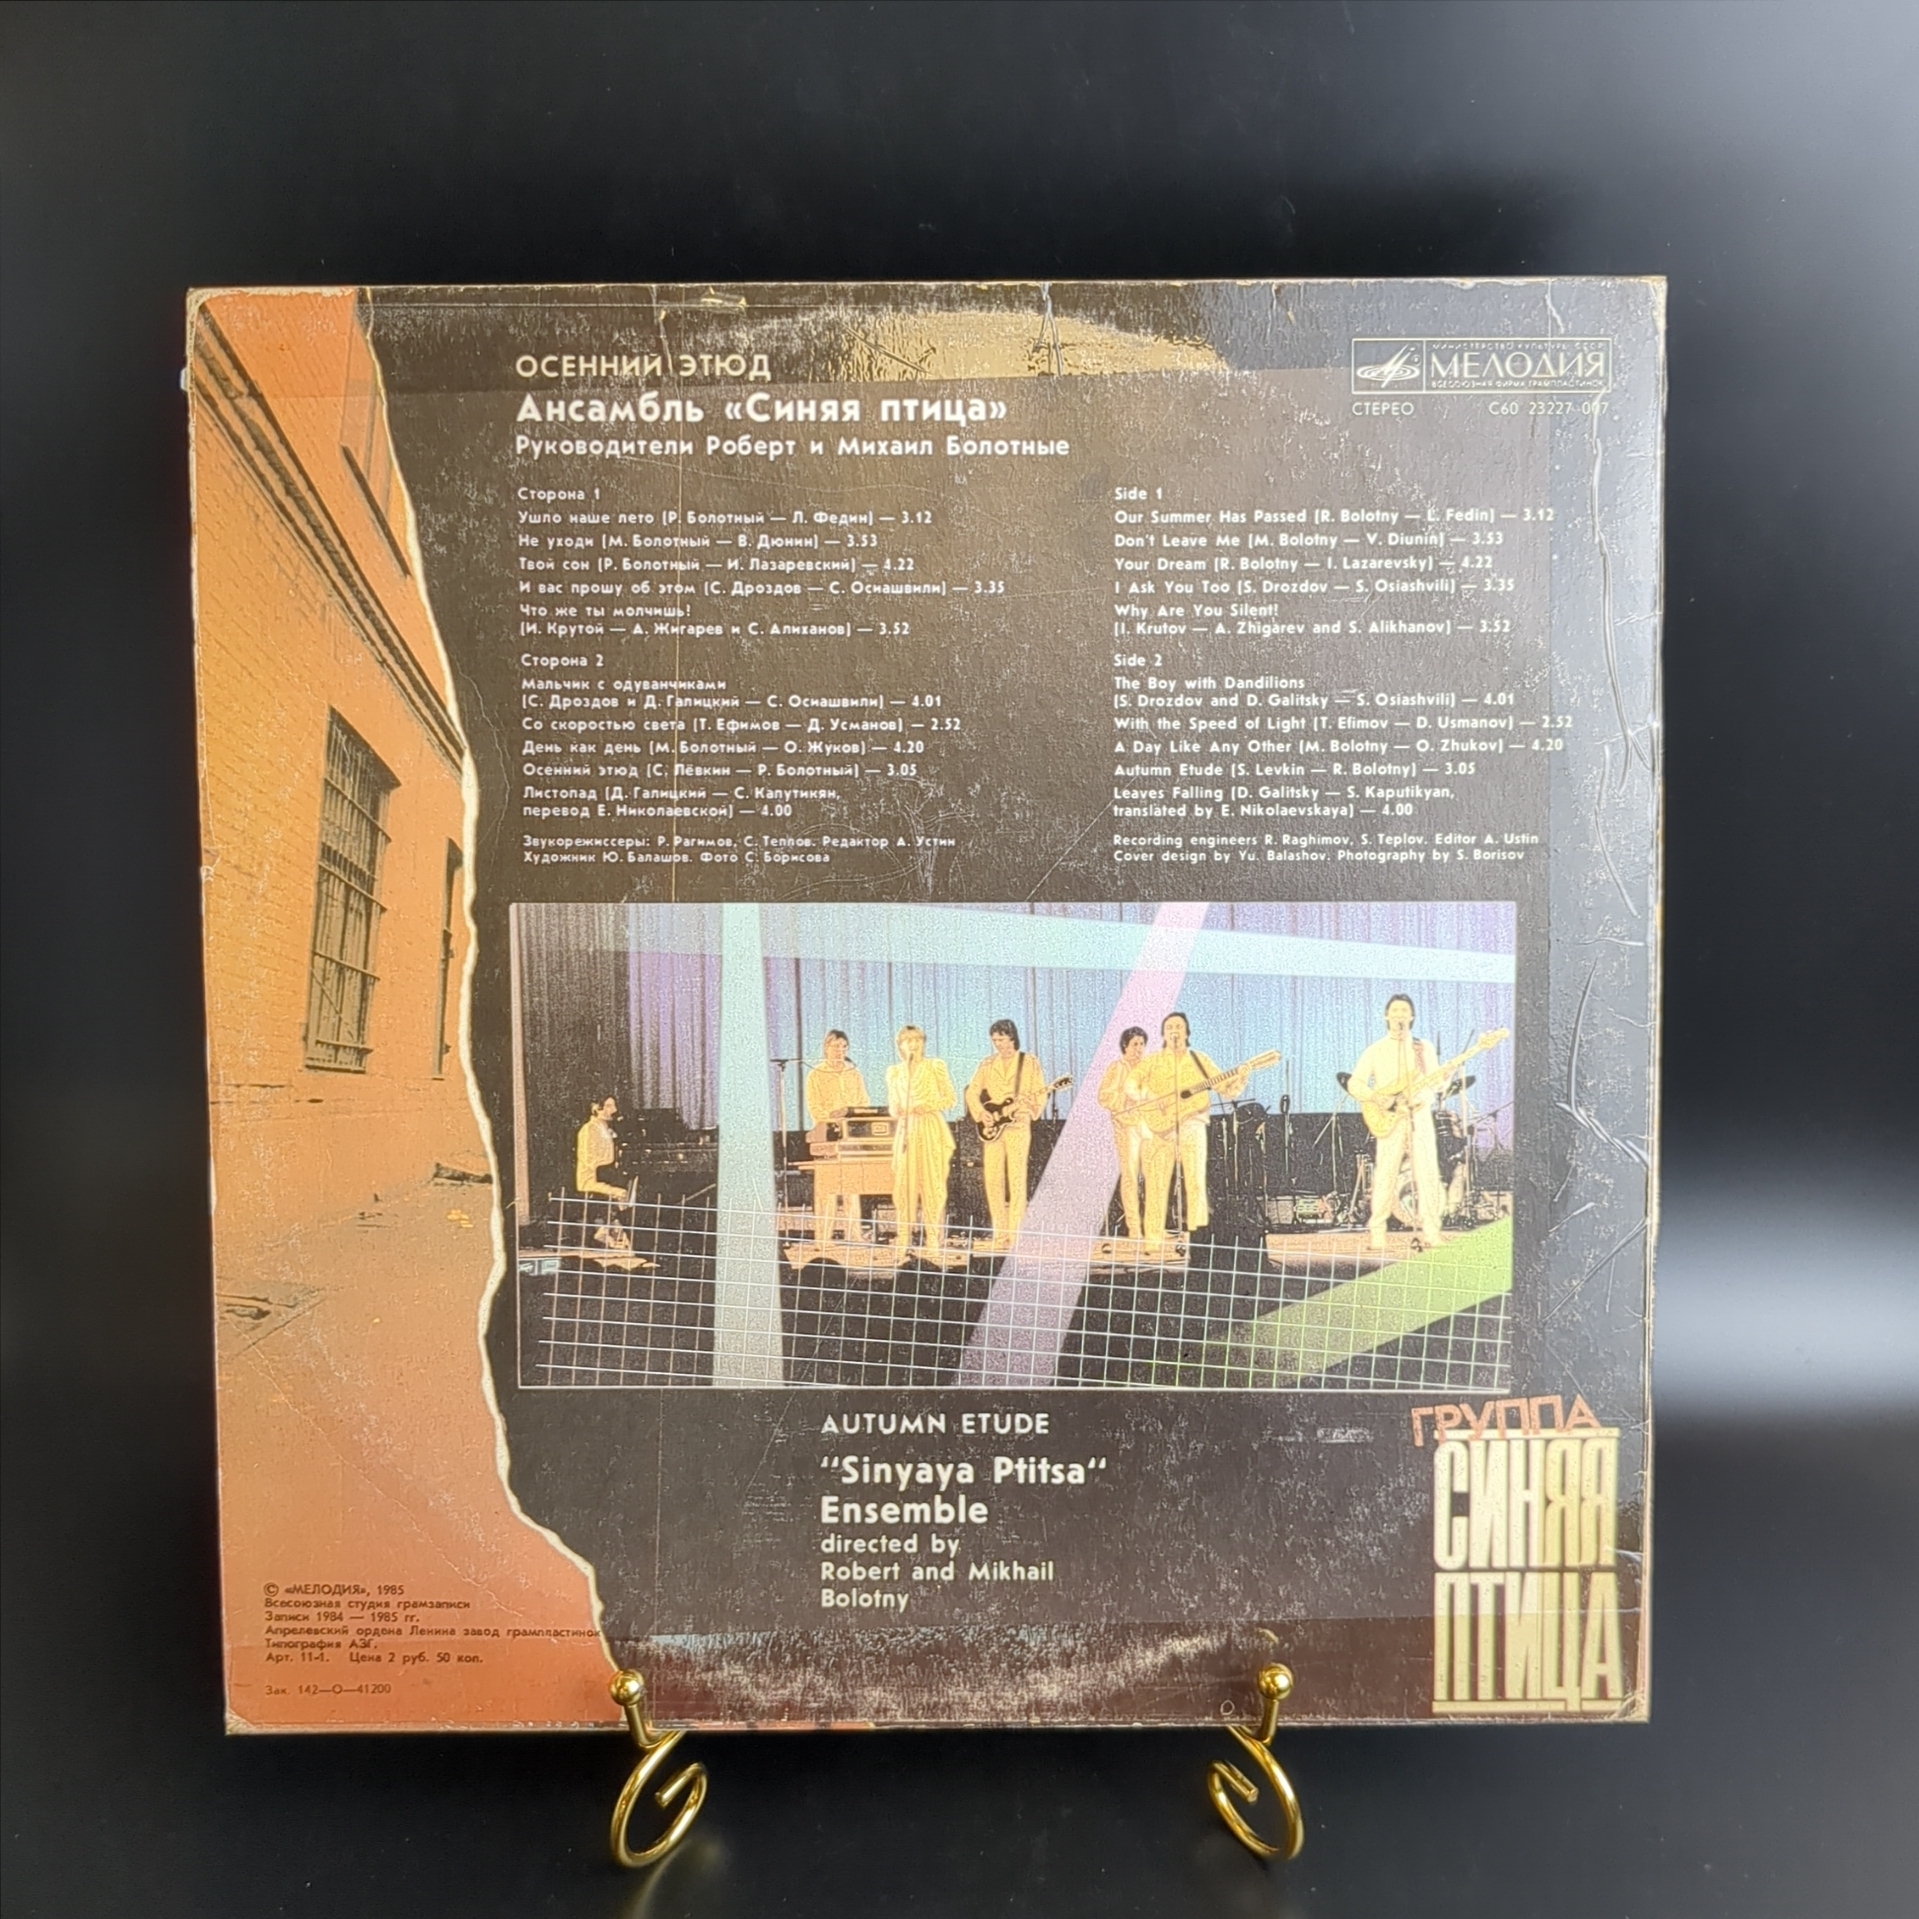 ОСЕННИЙ ЭТЮД
Ансамбль «Синяя птица»
Руководители Роберт и Михаил Болотные
МИНИСТЕРСТВО КУЛЬТУРЫ СССР
МЕЛОДИЯ
ВСЕСОЮЗНАЯ ФИРМА ГРАМПЛАСТИНОК
СТЕРЕО С60 23227 007
Сторона 1
Ушло наше лето (Р. Болотный — Л. Федин) — 3.12
Не уходи (М. Болотный — В. Дюнин) — 3.53
Твой сон (Р. Болотный — И. Лазаревский) — 4.22
И вас прошу об этом (С. Дроздов — С. Осиашвили) — 3.35
Что же ты молчишь!
(И. Крутой — А. Жигарев и С. Алиханов) — 3.52
Сторона 2
Мальчик с одуванчиками
(С. Дроздов и Д. Галицкий — С. Осиашвили) — 4.01
Со скоростью света (Т. Ефимов — Д. Усманов) — 2.52
День как день (М. Болотный — О. Жуков) — 4.20
Осенний этюд (С. Лёвкин — Р. Болотный) — 3.05
Листопад (Д. Галицкий — С. Капутикян,
перевод Е. Николаевской) — 4.00
Звукорежиссеры: Р. Рагимов, С. Теплов. Редактор А. Устин
Художник Ю. Балашов. Фото С. Борисова
Side 1
Our Summer Has Passed (R. Bolotny — L. Fedin) — 3.12
Don't Leave Me (M. Bolotny — V. Diunin) — 3.53
Your Dream (R. Bolotny — I. Lazarevsky) — 4.22
I Ask You Too (S. Drozdov — S. Osiashvili) — 3.35
Why Are You Silent!
(I. Krutov — A. Zhigarev and S. Alikhanov) — 3.52
Side 2
The Boy with Dandilions
(S. Drozdov and D. Galitsky — S. Osiashvili) — 4.01
With the Speed of Light (T. Efimov — D. Usmanov) — 2.52
A Day Like Any Other (M. Bolotny — O. Zhukov) — 4.20
Autumn Etude (S. Levkin — R. Bolotny) — 3.05
Leaves Falling (D. Galitsky — S. Kaputikyan,
translated by E. Nikolaevskaya) — 4.00
Recording engineers R. Raghimov, S. Teplov. Editor A. Ustin
Cover design by Yu. Balashov. Photography by S. Borisov
AUTUMN ETUDE
“Sinyaya Ptitsa“
Ensemble
directed by
Robert and Mikhail
Bolotny
ГРУППА
СИНЯЯ
ПТИЦА
© «МЕЛОДИЯ», 1985
Всесоюзная студия грамзаписи
Записи 1984 — 1985 гг.
Апрелевский ордена Ленина завод грампластинок
Типография АЗГ.
Арт. 11-1. Цена 2 руб. 50 коп.
Зак. 142—О—41200